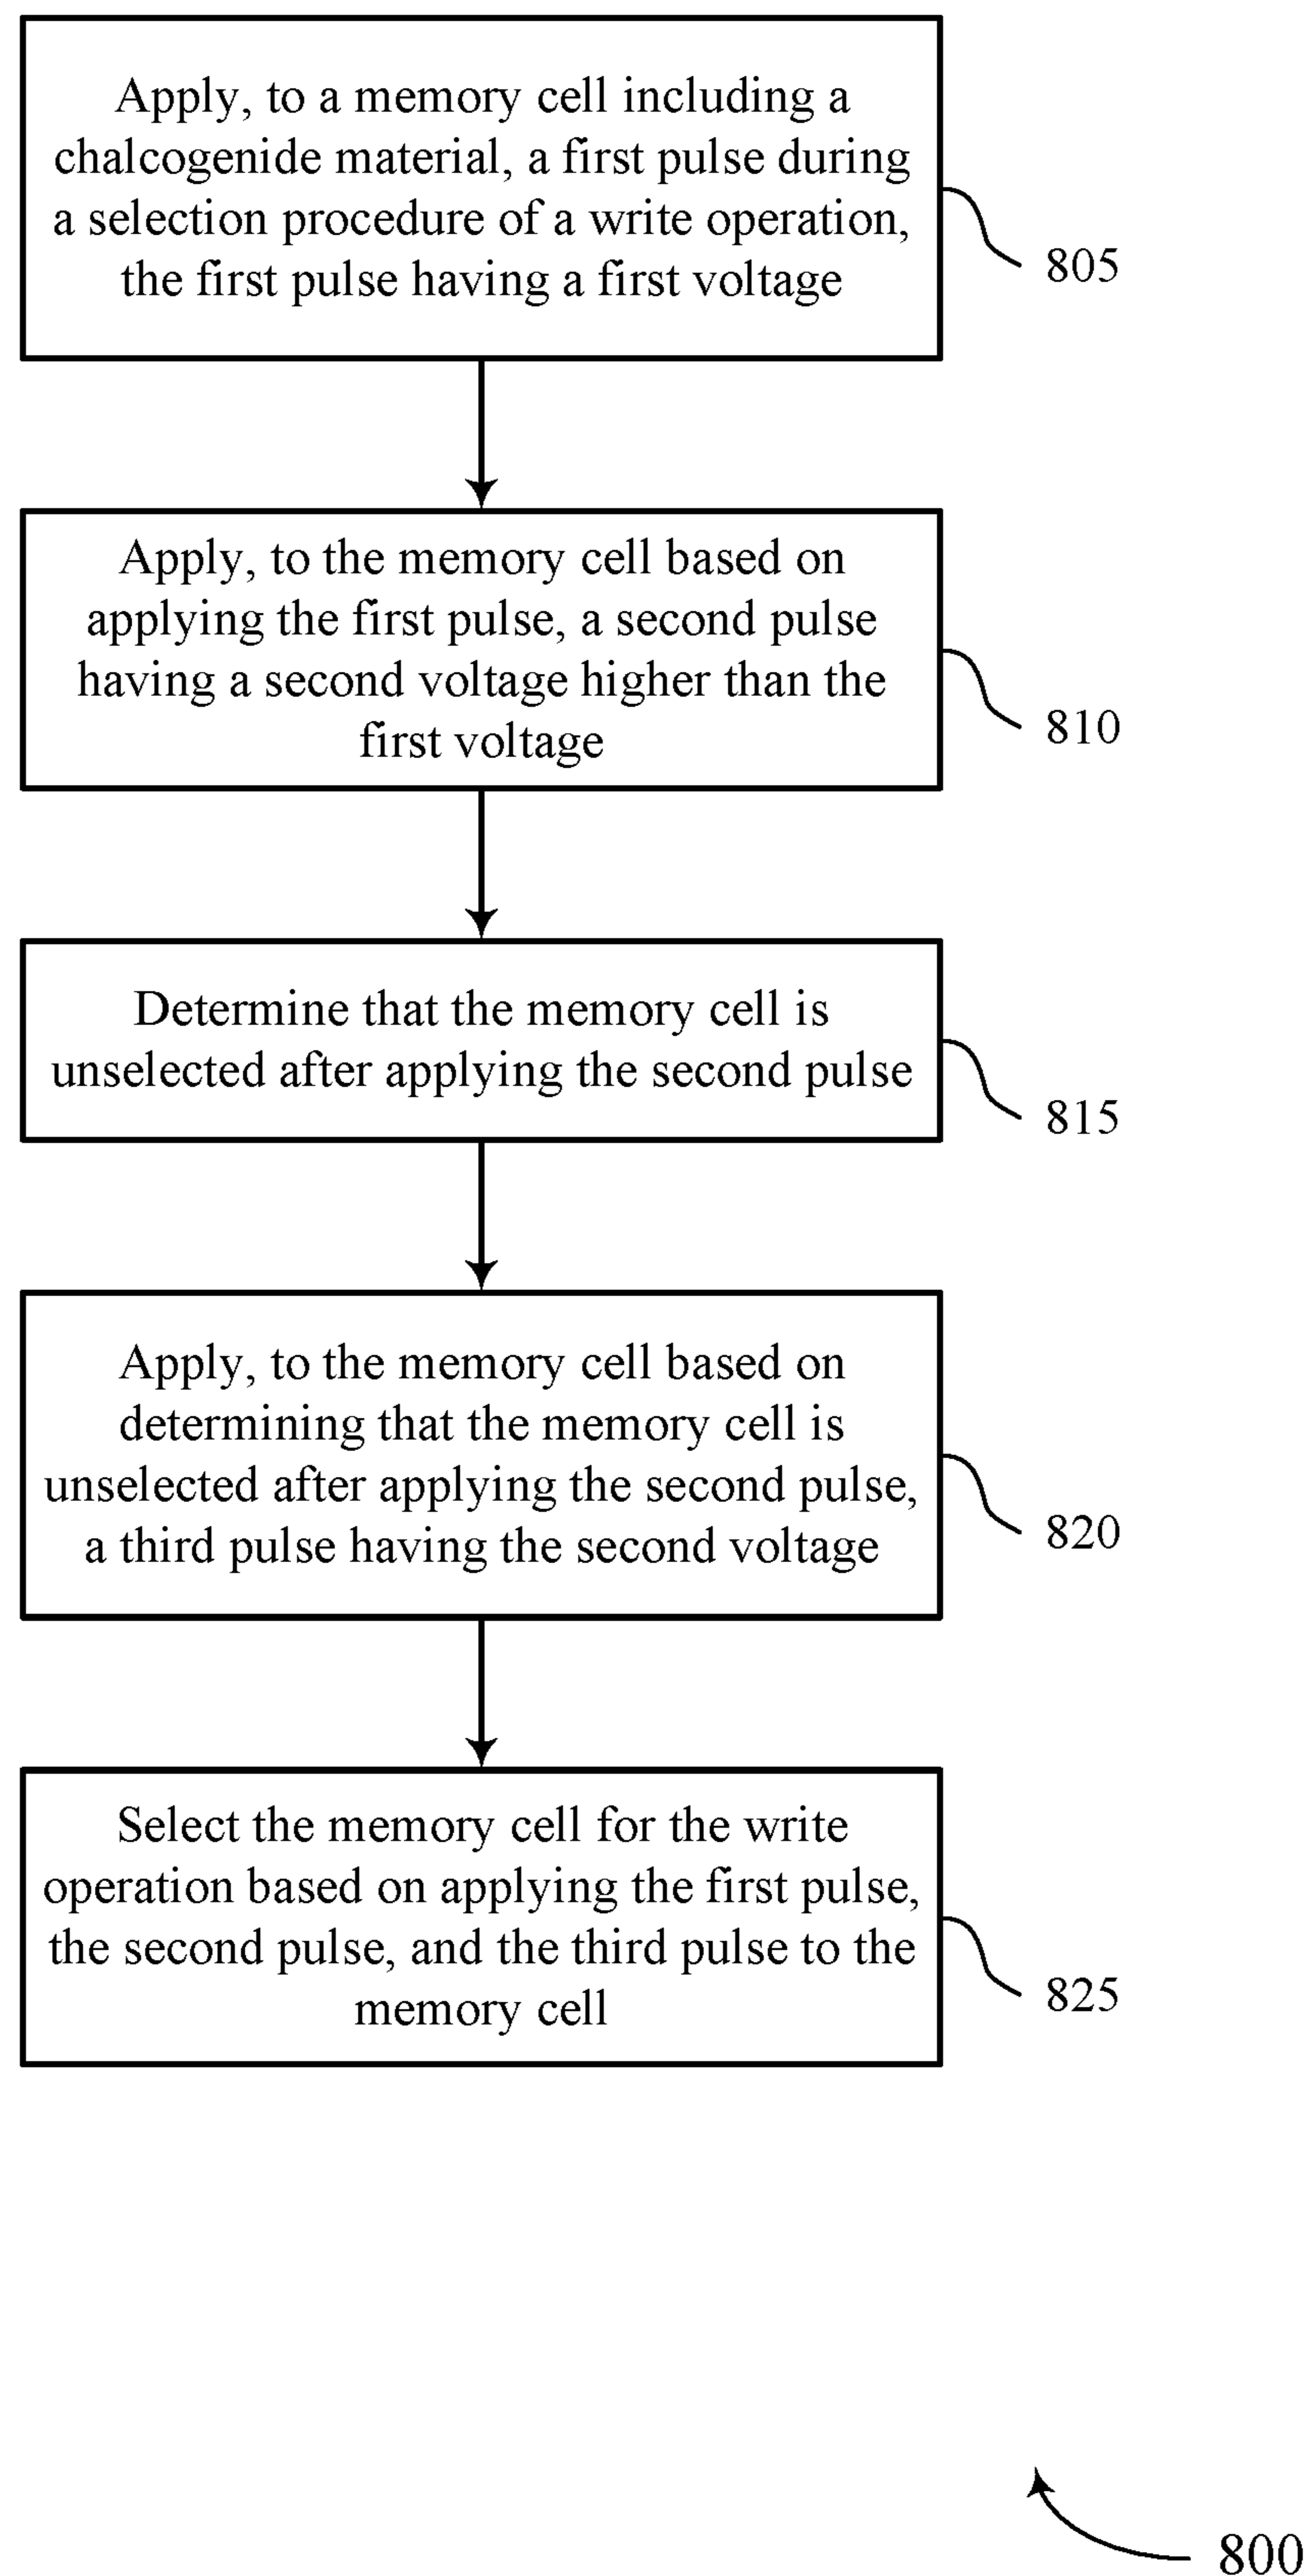 Apply, to a memory cell including a
chalcogenide material, a first pulse during
a selection procedure of a write operation,
the first pulse having a first voltage
805
Apply, to the memory cell based on
applying the first pulse, a second pulse
having a second voltage higher than the
first voltage
810
Determine that the memory cell is
unselected after applying the second pulse
815
Apply, to the memory cell based on
determining that the memory cell is
unselected after applying the second pulse,
a third pulse having the second voltage
820
Select the memory cell for the write
operation based on applying the first pulse,
the second pulse, and the third pulse to the
memory cell
825
800